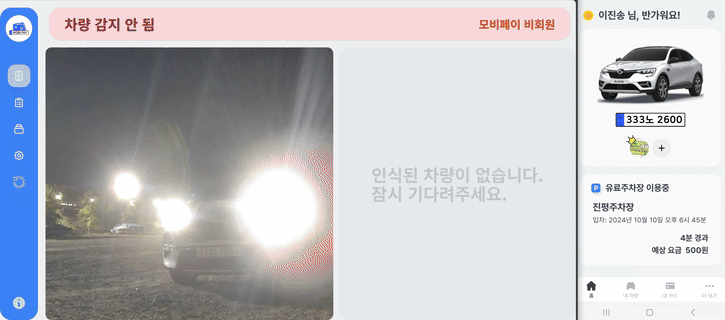 차량 감지 안 됨
모비페이 비회원
인식된 차량이 없습니다.
잠시 기다려주세요.
이진송 님, 반가워요!
333노 2600
P 유료주차장 이용중
진평주차장
입차: 2024년 10월 10일 오후 6시 45분
4분 경과
예상 요금 500원
홈
내 차량
내 카드
더 보기